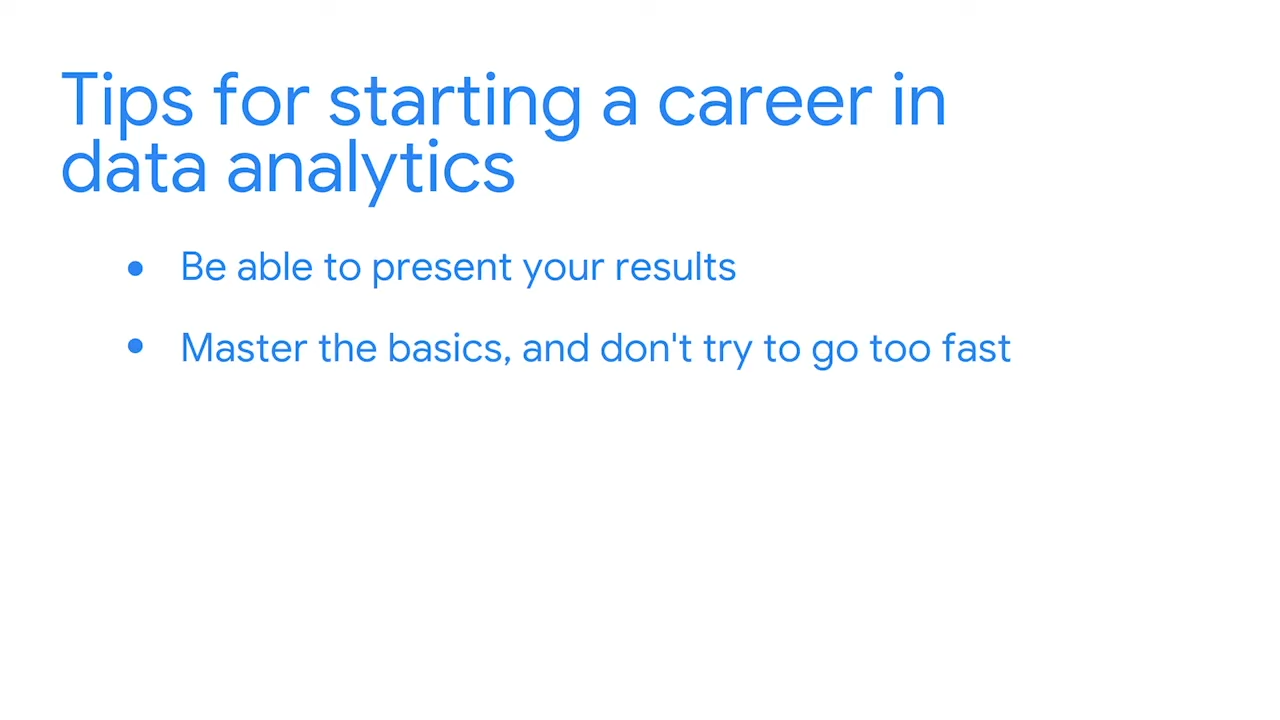 Tips for starting a career in
data analytics
• Be able to present your results
• Master the basics, and don't try to go too fast